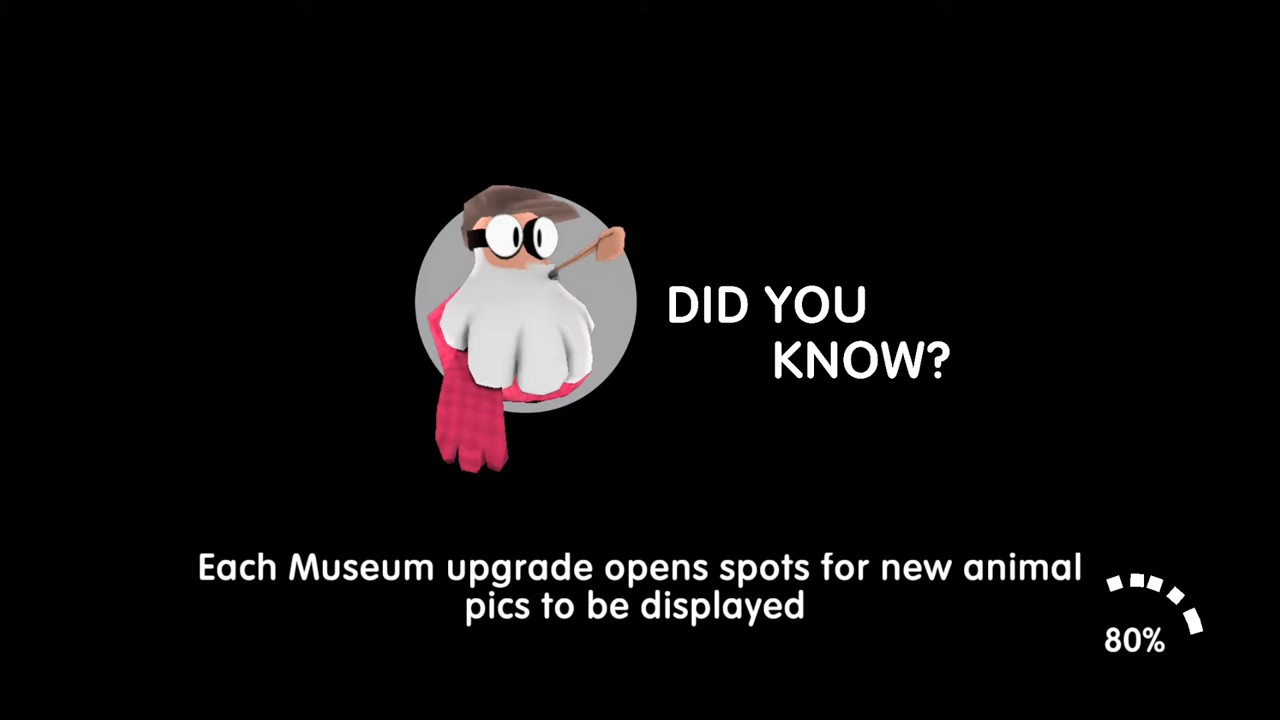 DID YOU
KNOW?
Each Museum upgrade opens spots for new animal
pics to be displayed
80%